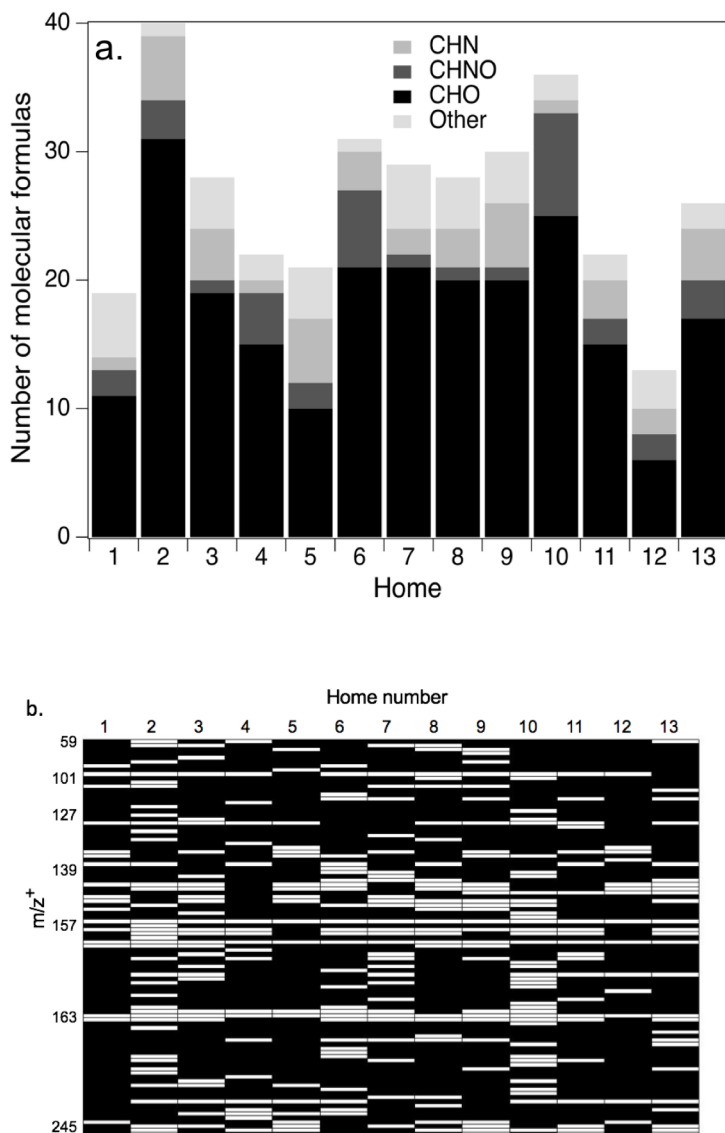 a.
40
30
20
10
0
Number of molecular formulas
CHN
CHNO
CHO
Other
1 2 3 4 5 6 7 8 9 10 11 12 13
Home
b.
Home number
1 2 3 4 5 6 7 8 9 10 11 12 13
59
101
127
139
157
163
245
m/z+